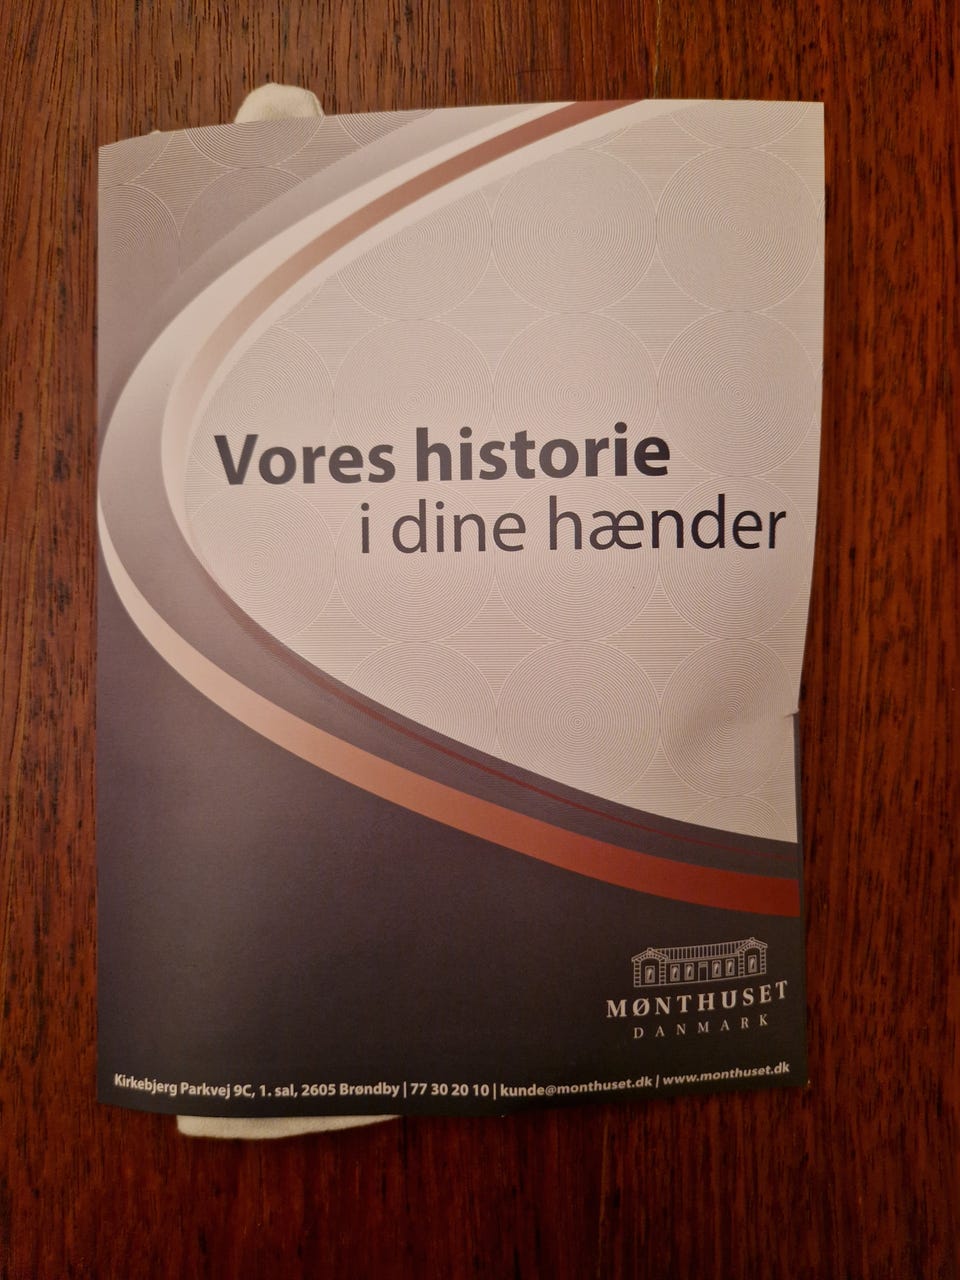 Vores historie
i dine hænder
MØNTHUSET
DANMARK
Kirkebjerg Parkvej 9C, 1. sal, 2605 Brøndby | 77 30 20 10 | kunde@monthuset.dk | www.monthuset.dk